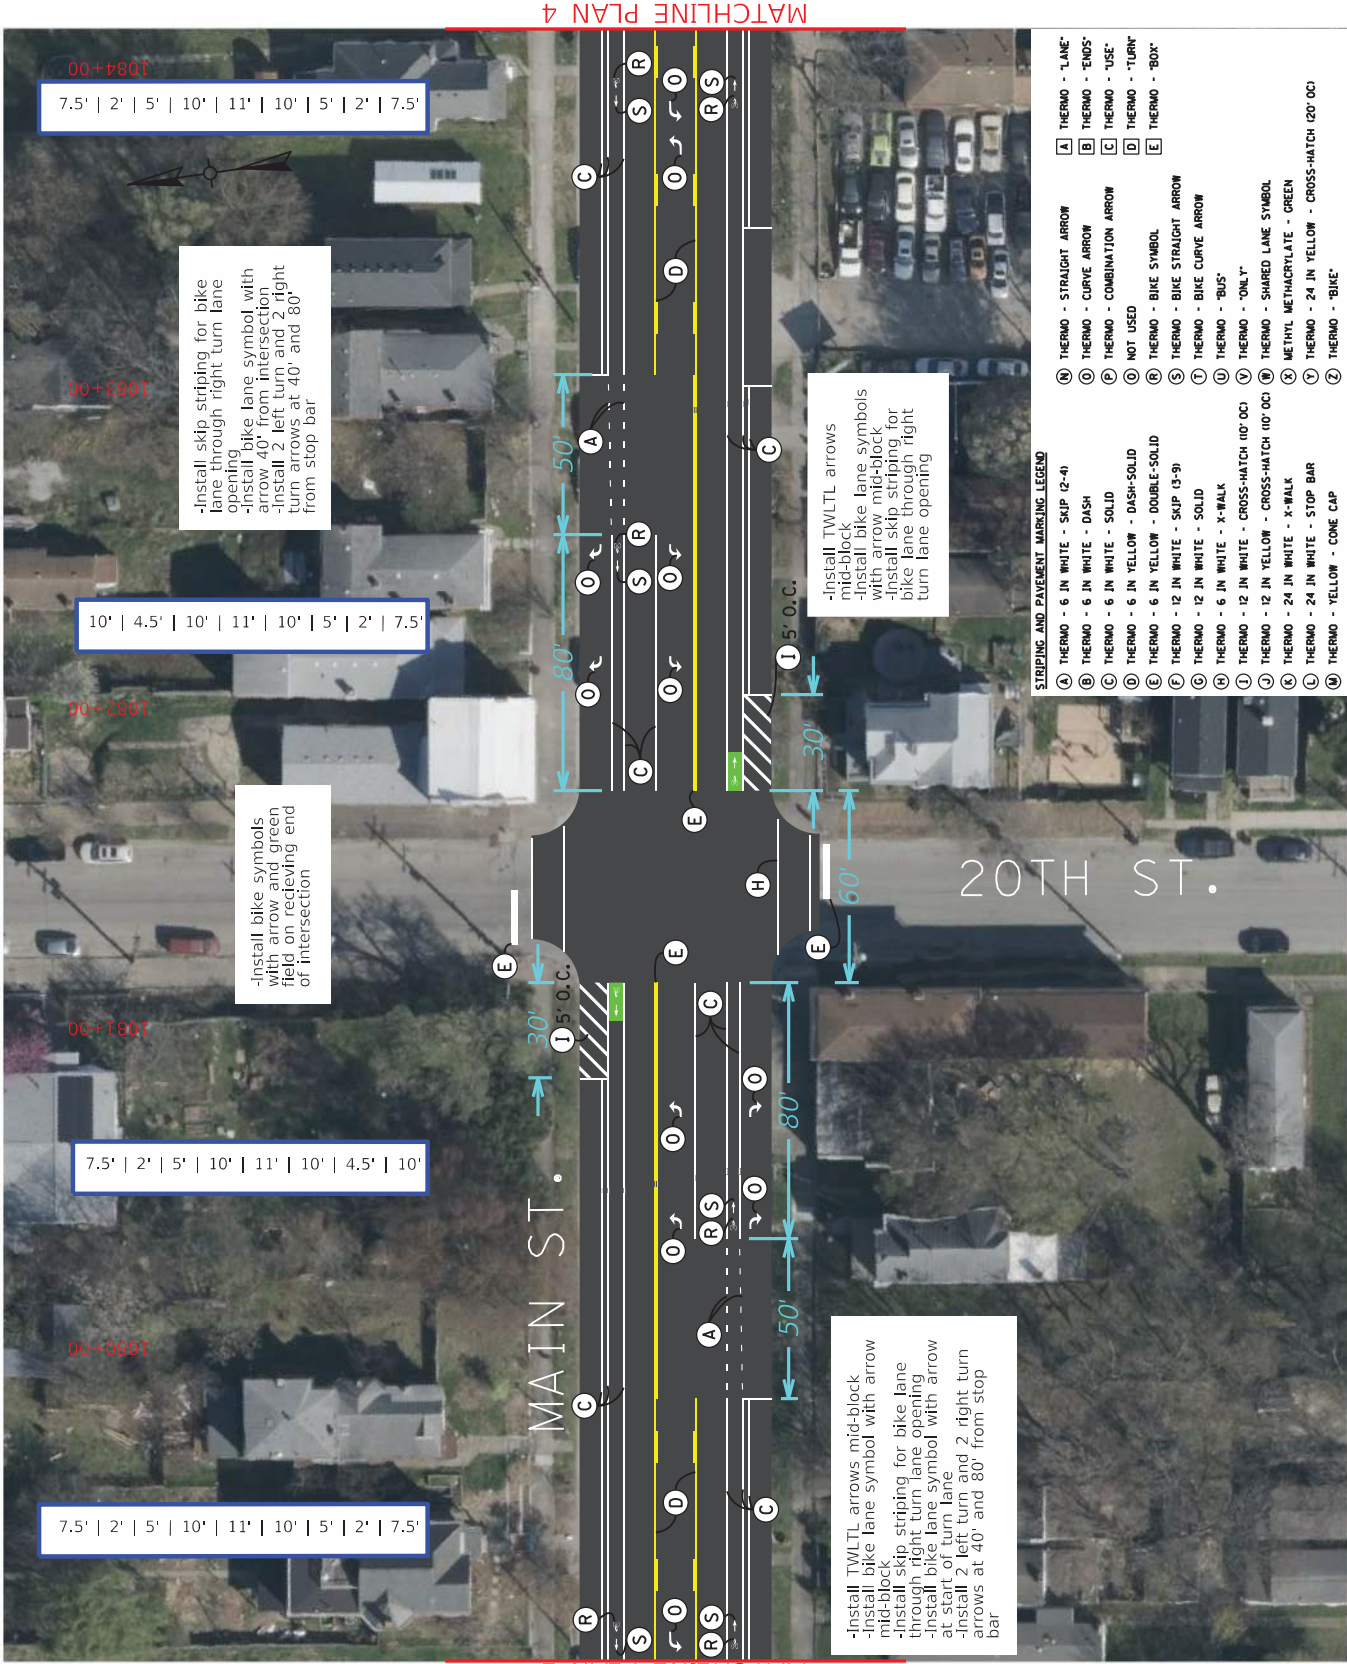 MATCHLINE PLAN 4
1084+00
7.5' | 2' | 5' | 10' | 11' | 10' | 5' | 2' | 7.5'
-Install skip striping for bike
lane through right turn lane
opening
-Install bike lane symbol with
arrow 40' from intersection
-Install 2 left turn and 2 right
turn arrows at 40' and 80'
from stop bar
1083+00
10' | 4.5' | 10' | 11' | 10' | 5' | 2' | 7.5'
1082+00
-Install bike symbols
with arrow and green
field on recieving end
of intersection
1081+00
7.5' | 2' | 5' | 10' | 11' | 10' | 4.5' | 10'
1080+00
7.5' | 2' | 5' | 10' | 11' | 10' | 5' | 2' | 7.5'
MAIN ST.
20TH ST.
R
S
O
R S
C
O
D
50'
A
C
R
S
O
O
80'
O
O
C
I 5' O.C.
30'
E
H
60'
E
E
E
30'
I 5' O.C.
C
O
O
80'
O
R S
O
50'
A
C
D
C
R
S
O
R S
-Install TWLTL arrows
mid-block
-Install bike lane symbols
with arrow mid-block
-Install skip striping for
bike lane through right
turn lane opening
-Install TWLTL arrows mid-block
-Install bike lane symbol with arrow
mid-block
-Install skip striping for bike lane
through right turn lane opening
-Install bike lane symbol with arrow
at start of turn lane
-Install 2 left turn and 2 right turn
arrows at 40' and 80' from stop
bar
STRIPING AND PAVEMENT MARKING LEGEND
A THERMO - 6 IN WHITE - SKIP (2-4)
B THERMO - 6 IN WHITE - DASH
C THERMO - 6 IN WHITE - SOLID
D THERMO - 6 IN YELLOW - DASH-SOLID
E THERMO - 6 IN YELLOW - DOUBLE-SOLID
F THERMO - 12 IN WHITE - SKIP (3-9)
G THERMO - 12 IN WHITE - SOLID
H THERMO - 6 IN WHITE - X-WALK
I THERMO - 12 IN WHITE - CROSS-HATCH (10' OC)
J THERMO - 12 IN YELLOW - CROSS-HATCH (10' OC)
K THERMO - 24 IN WHITE - X-WALK
L THERMO - 24 IN WHITE - STOP BAR
M THERMO - YELLOW - CONE CAP
N THERMO - STRAIGHT ARROW
O THERMO - CURVE ARROW
P THERMO - COMBINATION ARROW
Q NOT USED
R THERMO - BIKE SYMBOL
S THERMO - BIKE STRAIGHT ARROW
T THERMO - BIKE CURVE ARROW
U THERMO - "BUS"
V THERMO - "ONLY"
W THERMO - SHARED LANE SYMBOL
X METHYL METHACRYLATE - GREEN
Y THERMO - 24 IN YELLOW - CROSS-HATCH (20' OC)
Z THERMO - "BIKE"
A THERMO - "LANE"
B THERMO - "ENDS"
C THERMO - "USE"
D THERMO - "TURN"
E THERMO - "BOX"